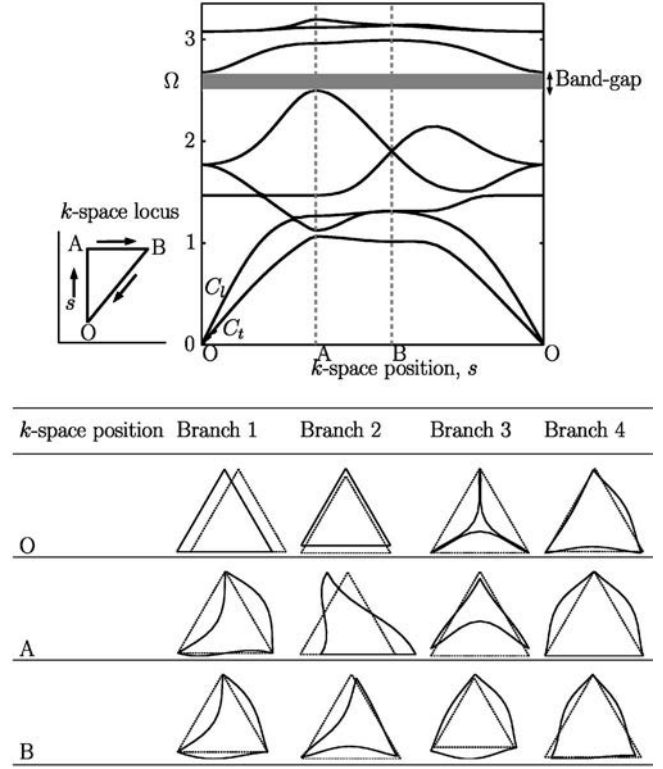 3
Ω
Band-gap
2
k-space locus
A
B
1
s
C_l
O
C_t
0
O
A
B
O
k-space position, s
k-space position Branch 1 Branch 2 Branch 3 Branch 4
O
A
B